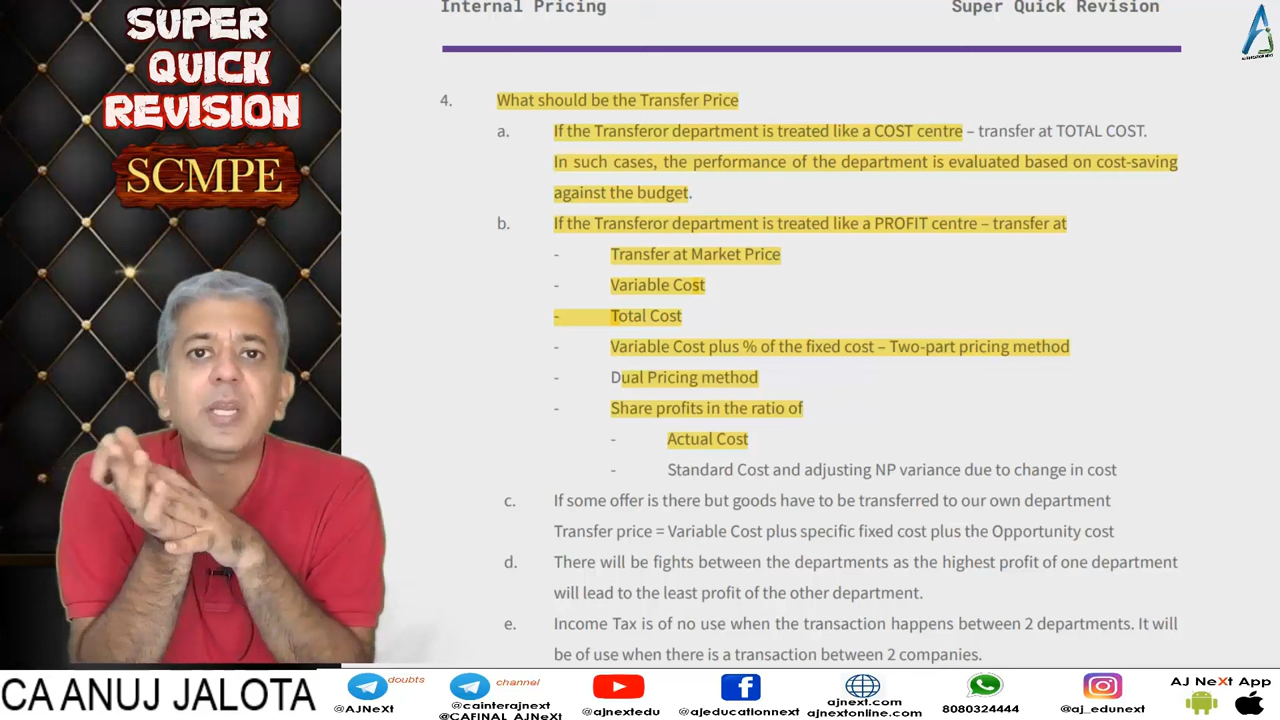 SUPER
QUICK
REVISION
SCMPE
Internal Pricing Super Quick Revision
4. What should be the Transfer Price
a. If the Transferor department is treated like a COST centre – transfer at TOTAL COST.
In such cases, the performance of the department is evaluated based on cost-saving
against the budget.
b. If the Transferor department is treated like a PROFIT centre – transfer at
- Transfer at Market Price
- Variable Cost
- Total Cost
- Variable Cost plus % of the fixed cost – Two-part pricing method
- Dual Pricing method
- Share profits in the ratio of
- Actual Cost
- Standard Cost and adjusting NP variance due to change in cost
c. If some offer is there but goods have to be transferred to our own department
Transfer price = Variable Cost plus specific fixed cost plus the Opportunity cost
d. There will be fights between the departments as the highest profit of one department
will lead to the least profit of the other department.
e. Income Tax is of no use when the transaction happens between 2 departments. It will
be of use when there is a transaction between 2 companies.
CA ANUJ JALOTA
doubts
@AJNeXt
channel
@cainterajnext
@CAFINAL_AJNeXt
@ajnextedu
@ajeducationnext
ajnext.com
ajnextonline.com
8080324444
@aj_edunext
AJ NeXt App